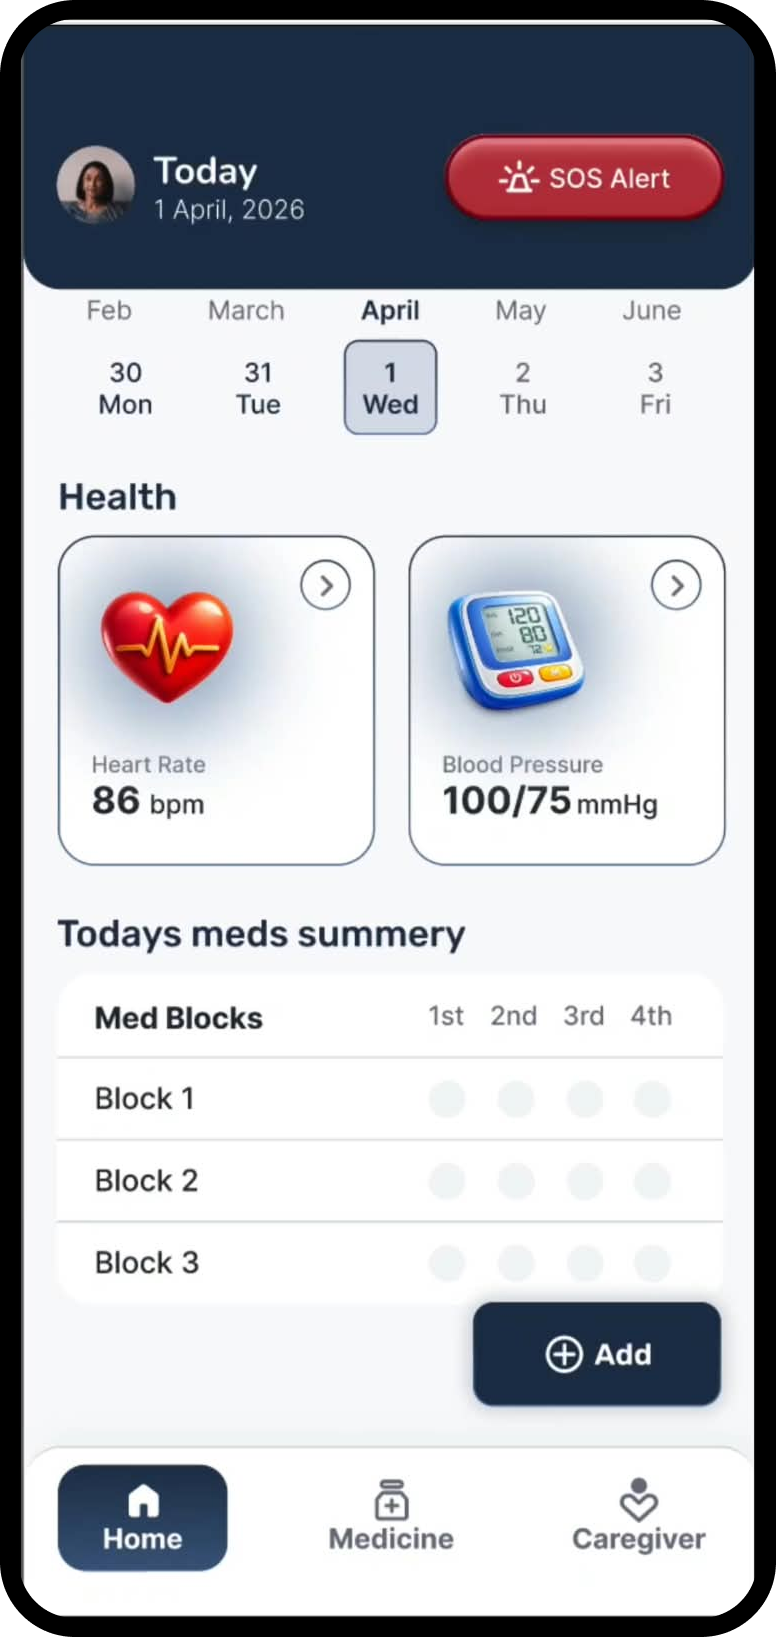 Today
1 April, 2026
SOS Alert
Feb March April May June
30 31 1 2 3
Mon Tue Wed Thu Fri
Health
120
80
72
Heart Rate
86 bpm
Blood Pressure
100/75 mmHg
Todays meds summery
Med Blocks 1st 2nd 3rd 4th
Block 1
Block 2
Block 3
Add
Home Medicine Caregiver